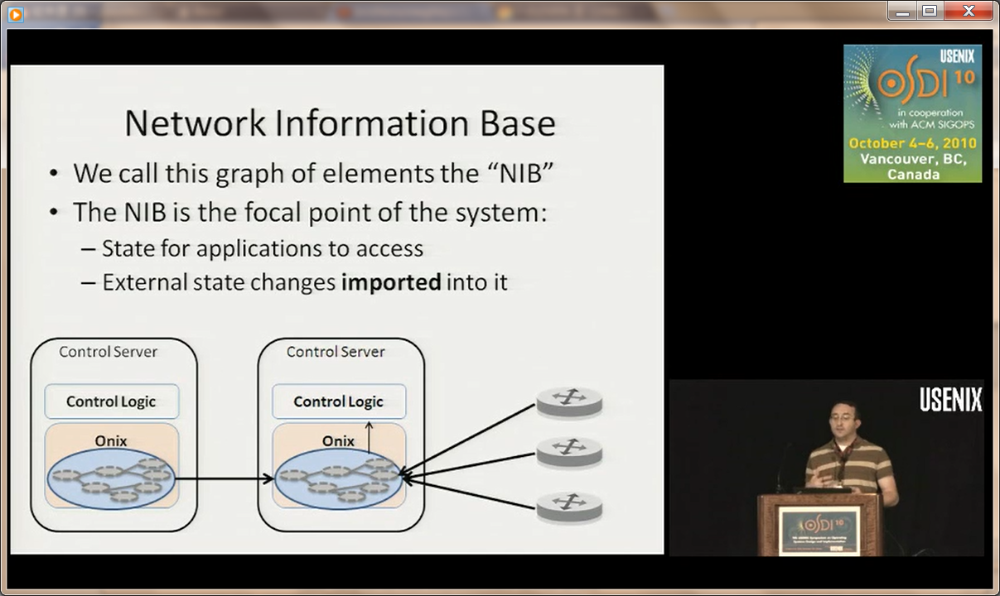 Network Information Base
• We call this graph of elements the “NIB”
• The NIB is the focal point of the system:
– State for applications to access
– External state changes imported into it
Control Server
Control Logic
Onix
Control Server
Control Logic
Onix
USENIX
OSDI 10
in cooperation
with ACM SIGOPS
October 4–6, 2010
Vancouver, BC,
Canada
USENIX
OSDI 10
USENIX